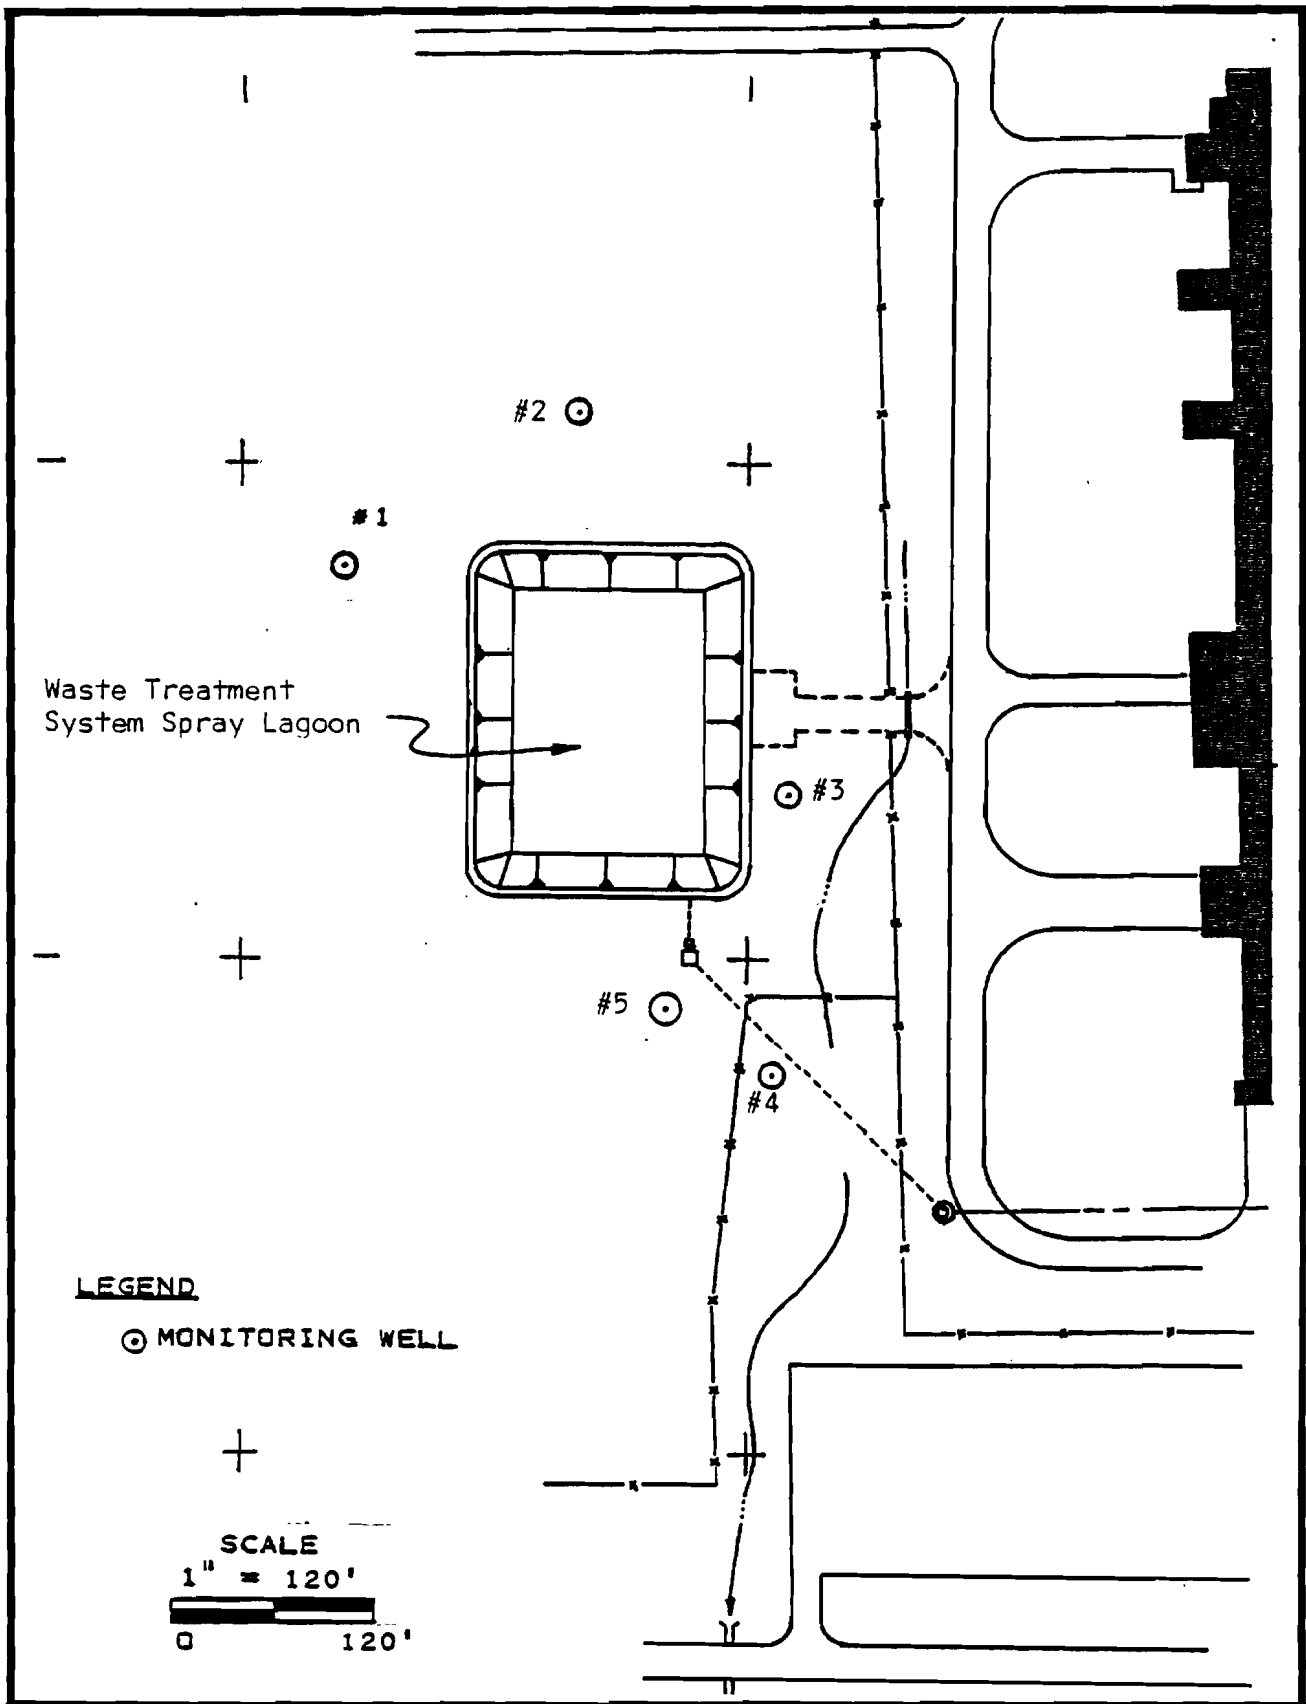 #2
#1
Waste Treatment
System Spray Lagoon
#3
#5
#4
LEGEND
MONITORING WELL
SCALE
1" = 120'
0 120'